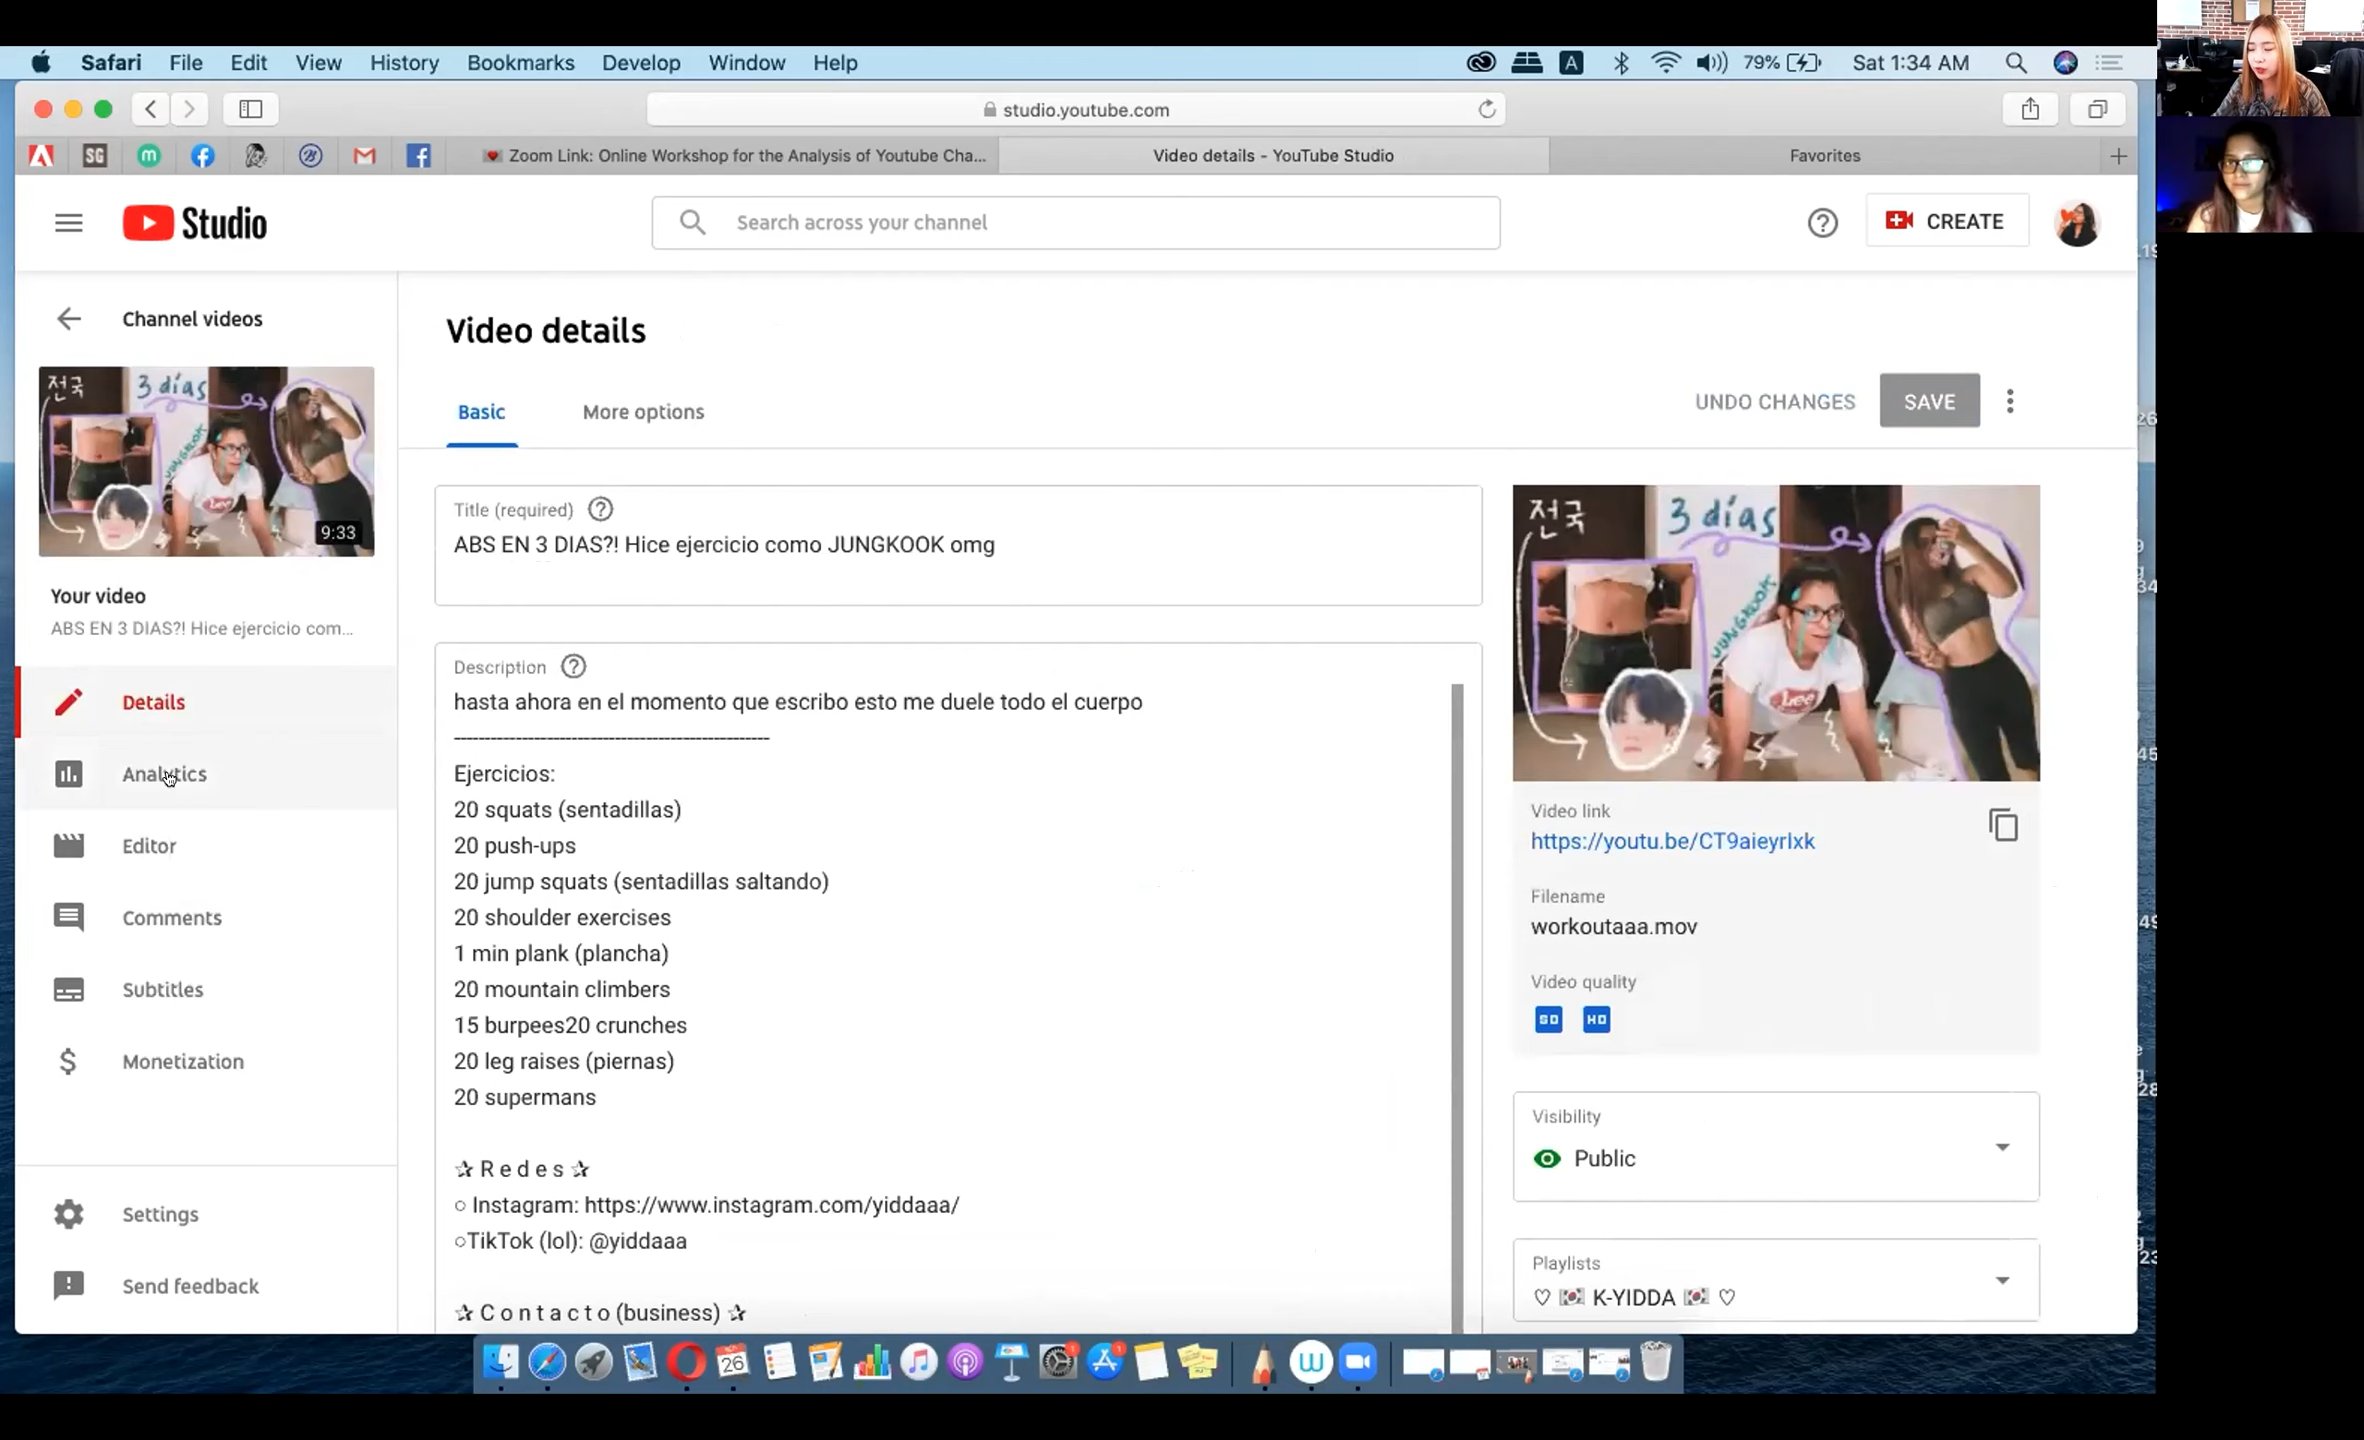 Safari File Edit View History Bookmarks Develop Window Help
A 79% Sat 1:34 AM
studio.youtube.com
SG m
Zoom Link: Online Workshop for the Analysis of Youtube Cha...
Video details - YouTube Studio
Favorites
Studio
Search across your channel
CREATE
Channel videos
전국
3 días
JUNGKOOK
Lee
9:33
Your video
ABS EN 3 DIAS?! Hice ejercicio com...
Details
Analytics
Editor
Comments
Subtitles
Monetization
Settings
Send feedback
Video details
Basic
More options
UNDO CHANGES
SAVE
Title (required)
ABS EN 3 DIAS?! Hice ejercicio como JUNGKOOK omg
Description
hasta ahora en el momento que escribo esto me duele todo el cuerpo
-----------------------------------------------
Ejercicios:
20 squats (sentadillas)
20 push-ups
20 jump squats (sentadillas saltando)
20 shoulder exercises
1 min plank (plancha)
20 mountain climbers
15 burpees20 crunches
20 leg raises (piernas)
20 supermans
✰ R e d e s ✰
○ Instagram: https://www.instagram.com/yiddaaa/
○TikTok (lol): @yiddaaa
✰ C o n t a c t o (business) ✰
전국
3 días
JUNGKOOK
Lee
Video link
https://youtu.be/CT9aieyrIxk
Filename
workoutaaa.mov
Video quality
SD HD
Visibility
Public
Playlists
♡ 🇰🇷 K-YIDDA 🇰🇷 ♡
26